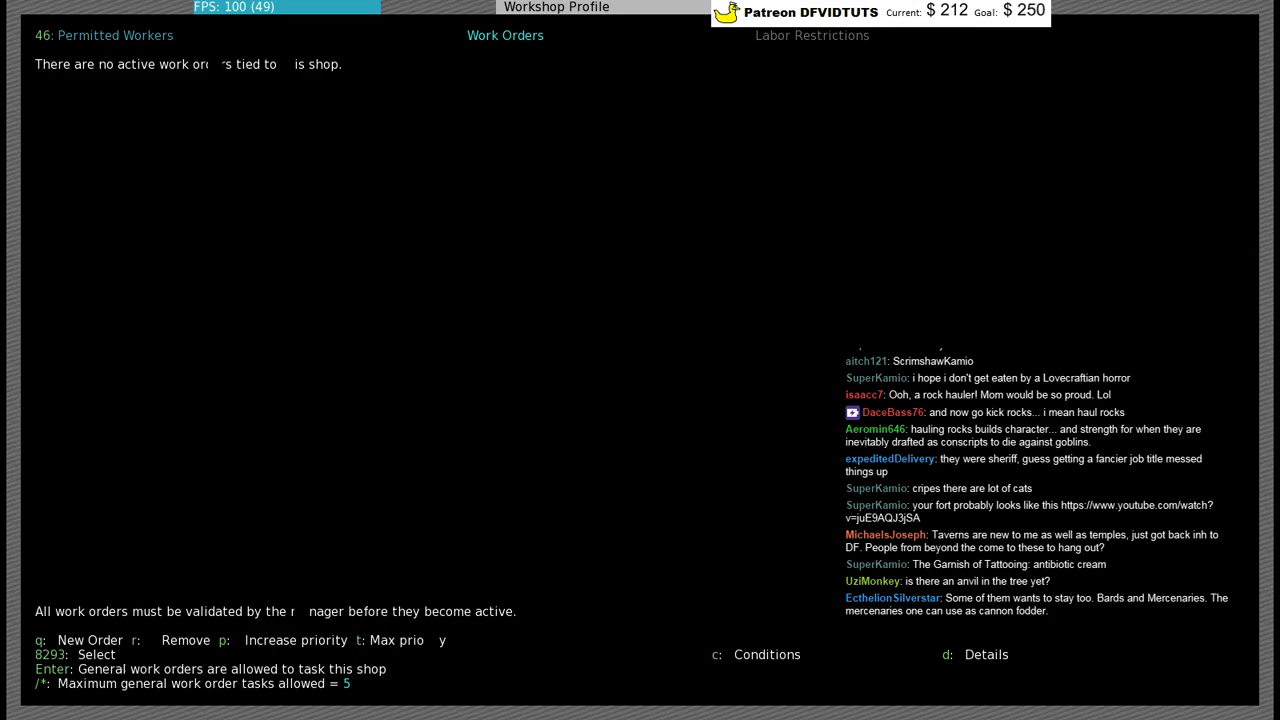 FPS: 100 (49)
Workshop Profile
Patreon DFVIDTUTS Current: $ 212 Goal: $ 250
46: Permitted Workers
Work Orders
Labor Restrictions
There are no active work ord rs tied to is shop.
aitch121: ScrimshawKamio
SuperKamio: i hope i don't get eaten by a Lovecraftian horror
isaacc7: Ooh, a rock hauler! Mom would be so proud. Lol
DaceBass76: and now go kick rocks... i mean haul rocks
Aeromin646: hauling rocks builds character... and strength for when they are
inevitably drafted as conscripts to die against goblins.
expeditedDelivery: they were sheriff, guess getting a fancier job title messed
things up
SuperKamio: cripes there are lot of cats
SuperKamio: your fort probably looks like this https://www.youtube.com/watch?
v=juE9AQJ3jSA
MichaelsJoseph: Taverns are new to me as well as temples, just got back inh to
DF. People from beyond the come to these to hang out?
SuperKamio: The Garnish of Tattooing: antibiotic cream
UziMonkey: is there an anvil in the tree yet?
EcthelionSilverstar: Some of them wants to stay too. Bards and Mercenaries. The
mercenaries one can use as cannon fodder.
All work orders must be validated by the nager before they become active.
q: New Order r: Remove p: Increase priority t: Max prio y
8293: Select
c: Conditions
d: Details
Enter: General work orders are allowed to task this shop
/*: Maximum general work order tasks allowed = 5